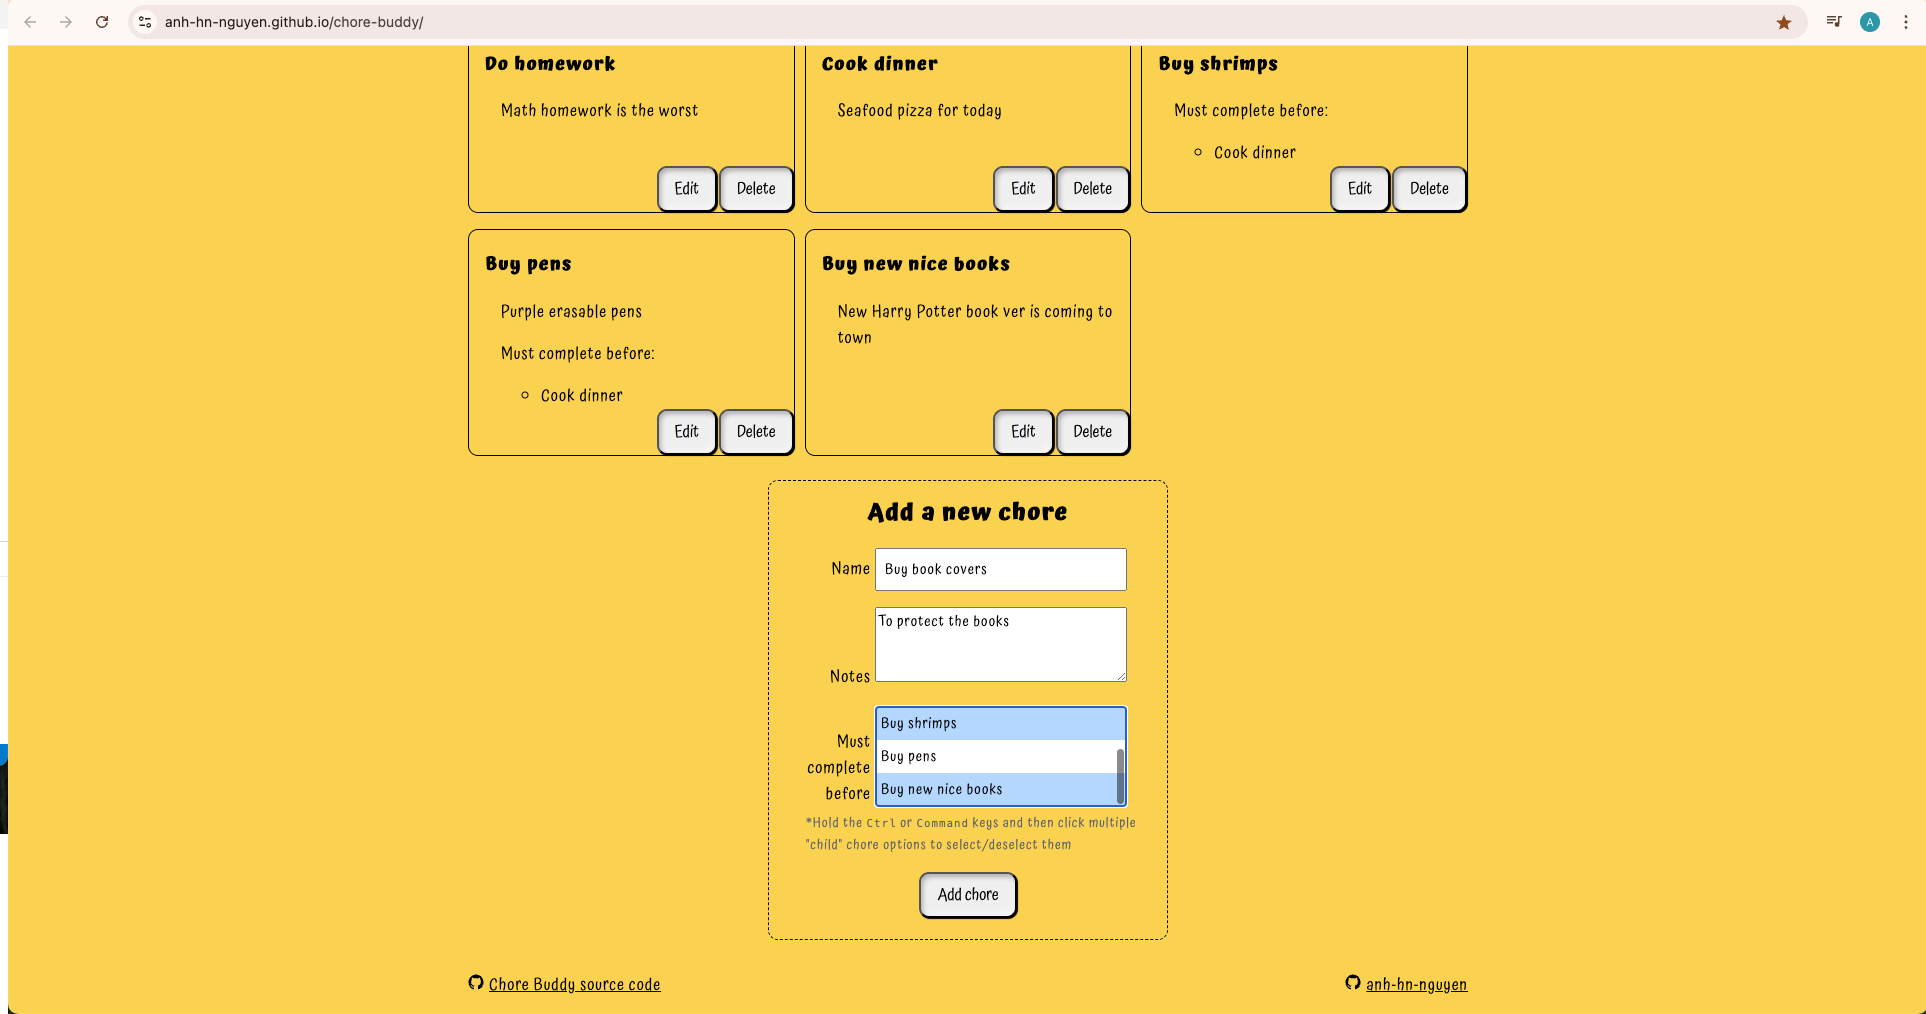 anh-hn-nguyen.github.io/chore-buddy/
A
Do homework
Math homework is the worst
Edit
Delete
Cook dinner
Seafood pizza for today
Edit
Delete
Buy shrimps
Must complete before:
Cook dinner
Edit
Delete
Buy pens
Purple erasable pens
Must complete before:
Cook dinner
Edit
Delete
Buy new nice books
New Harry Potter book ver is coming to
town
Edit
Delete
Add a new chore
Name
Buy book covers
Notes
To protect the books
Must
complete
before
Buy shrimps
Buy pens
Buy new nice books
*Hold the Ctrl or Command keys and then click multiple
"child" chore options to select/deselect them
Add chore
Chore Buddy source code
anh-hn-nguyen